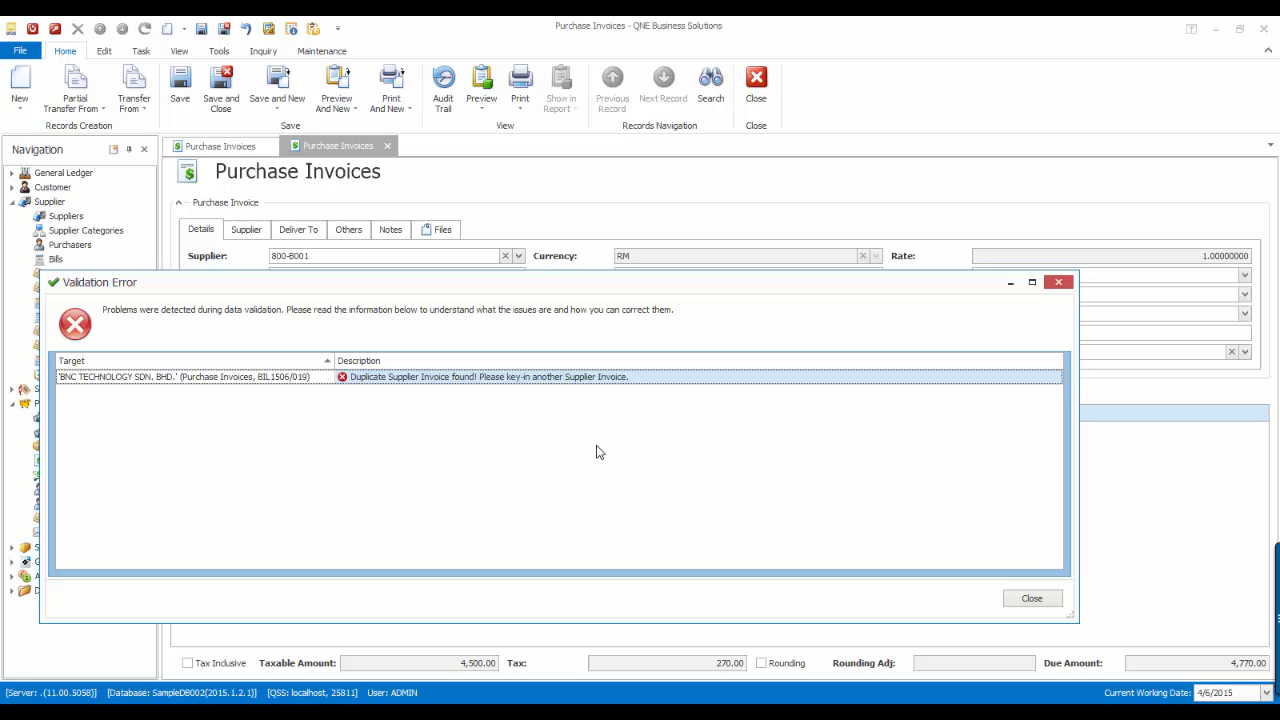 Purchase Invoices - QNE Business Solutions
File Home Edit Task View Tools Inquiry Maintenance
New
Partial Transfer From
Transfer From
Save
Save and Close
Save and New
Preview And New
Print And New
Audit Trail
Preview
Print
Show in Report
Previous Record
Next Record
Search
Close
Records Creation Save View Records Navigation Close
Navigation
Purchase Invoices Purchase Invoices
General Ledger
Customer
Supplier
Suppliers
Supplier Categories
Purchasers
Bills
Purchase Invoices
Purchase Invoice
Details Supplier Deliver To Others Notes Files
Supplier: 800-B001 Currency: RM Rate: 1.00000000
Validation Error
Problems were detected during data validation. Please read the information below to understand what the issues are and how you can correct them.
Target Description
'BNC TECHNOLOGY SDN. BHD.' (Purchase Invoices, BIL1506/019) Duplicate Supplier Invoice found! Please key-in another Supplier Invoice.
Close
S
P
S
G
A
D
Tax Inclusive Taxable Amount: 4,500.00 Tax: 270.00 Rounding Rounding Adj: Due Amount: 4,770.00
[Server: .(11.00.5058)] [Database: SampleDB002(2015.1.2.1)] [QSS: localhost, 25811] User: ADMIN Current Working Date: 4/6/2015